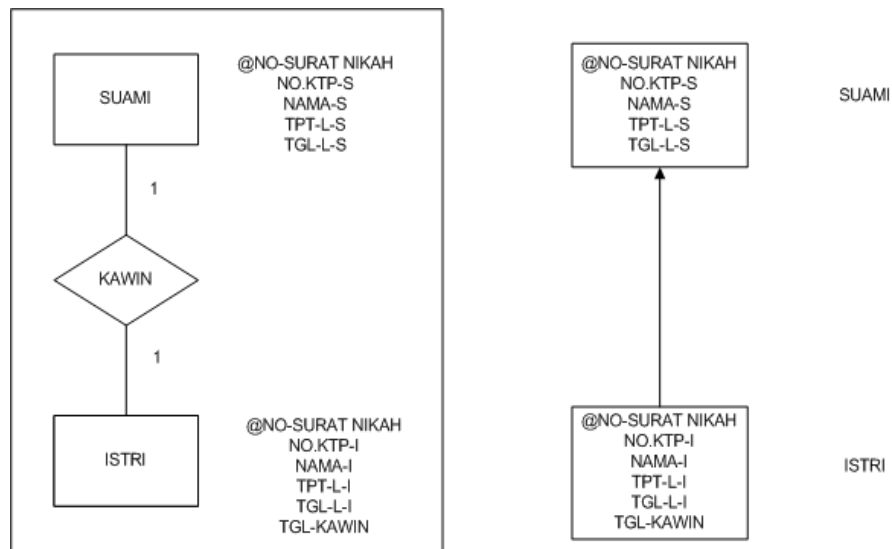 SUAMI
@NO-SURAT NIKAH
NO.KTP-S
NAMA-S
TPT-L-S
TGL-L-S
1
KAWIN
1
ISTRI
@NO-SURAT NIKAH
NO.KTP-I
NAMA-I
TPT-L-I
TGL-L-I
TGL-KAWIN
@NO-SURAT NIKAH
NO.KTP-S
NAMA-S
TPT-L-S
TGL-L-S
SUAMI
@NO-SURAT NIKAH
NO.KTP-I
NAMA-I
TPT-L-I
TGL-L-I
TGL-KAWIN
ISTRI